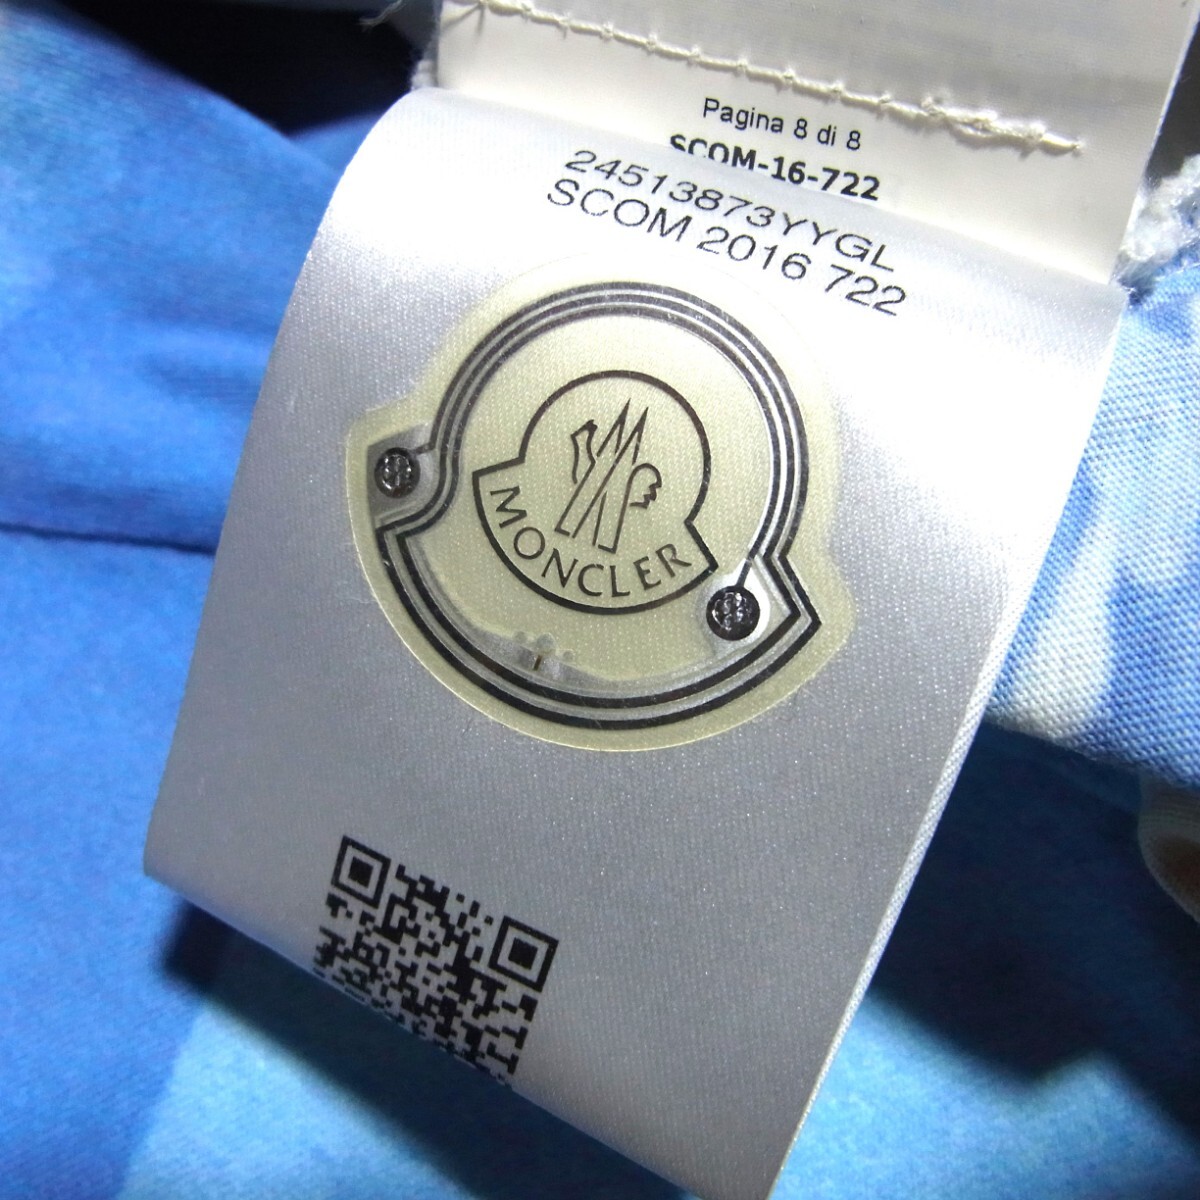 Pagina 8 di 8
SCOM-16-722
24513873YYGL
SCOM 2016 722
MONCLER